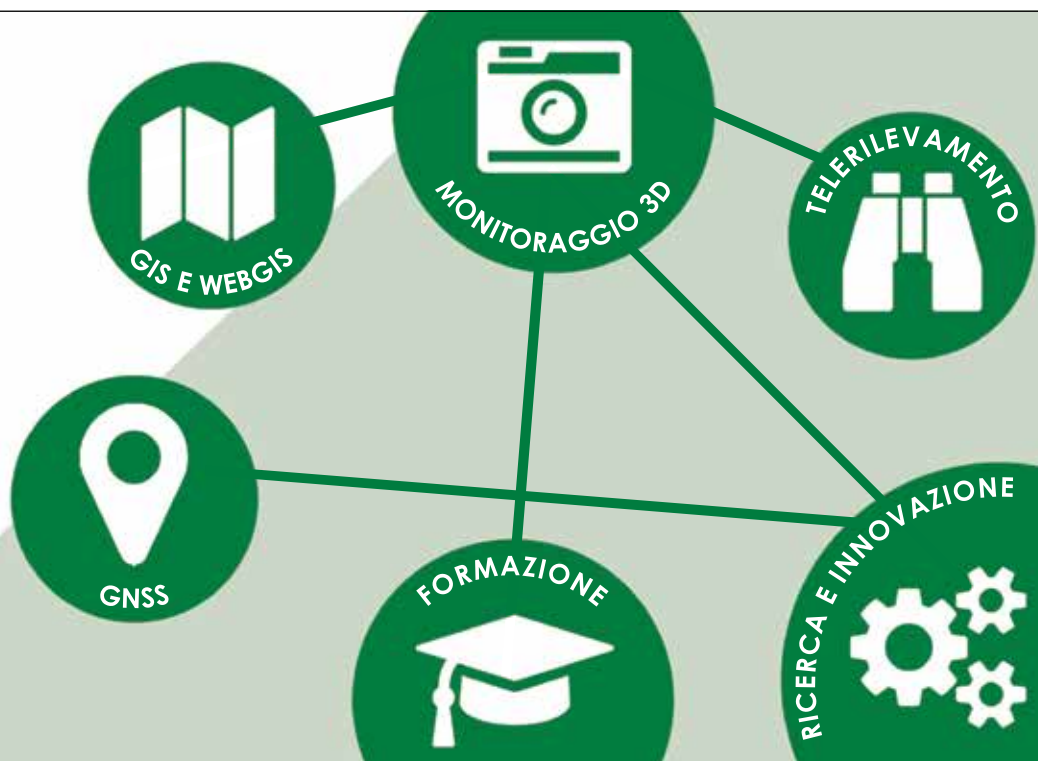 MONITORAGGIO 3D
GIS E WEBGIS
TELERILEVAMENTO
GNSS
FORMAZIONE
RICERCA E INNOVAZIONE